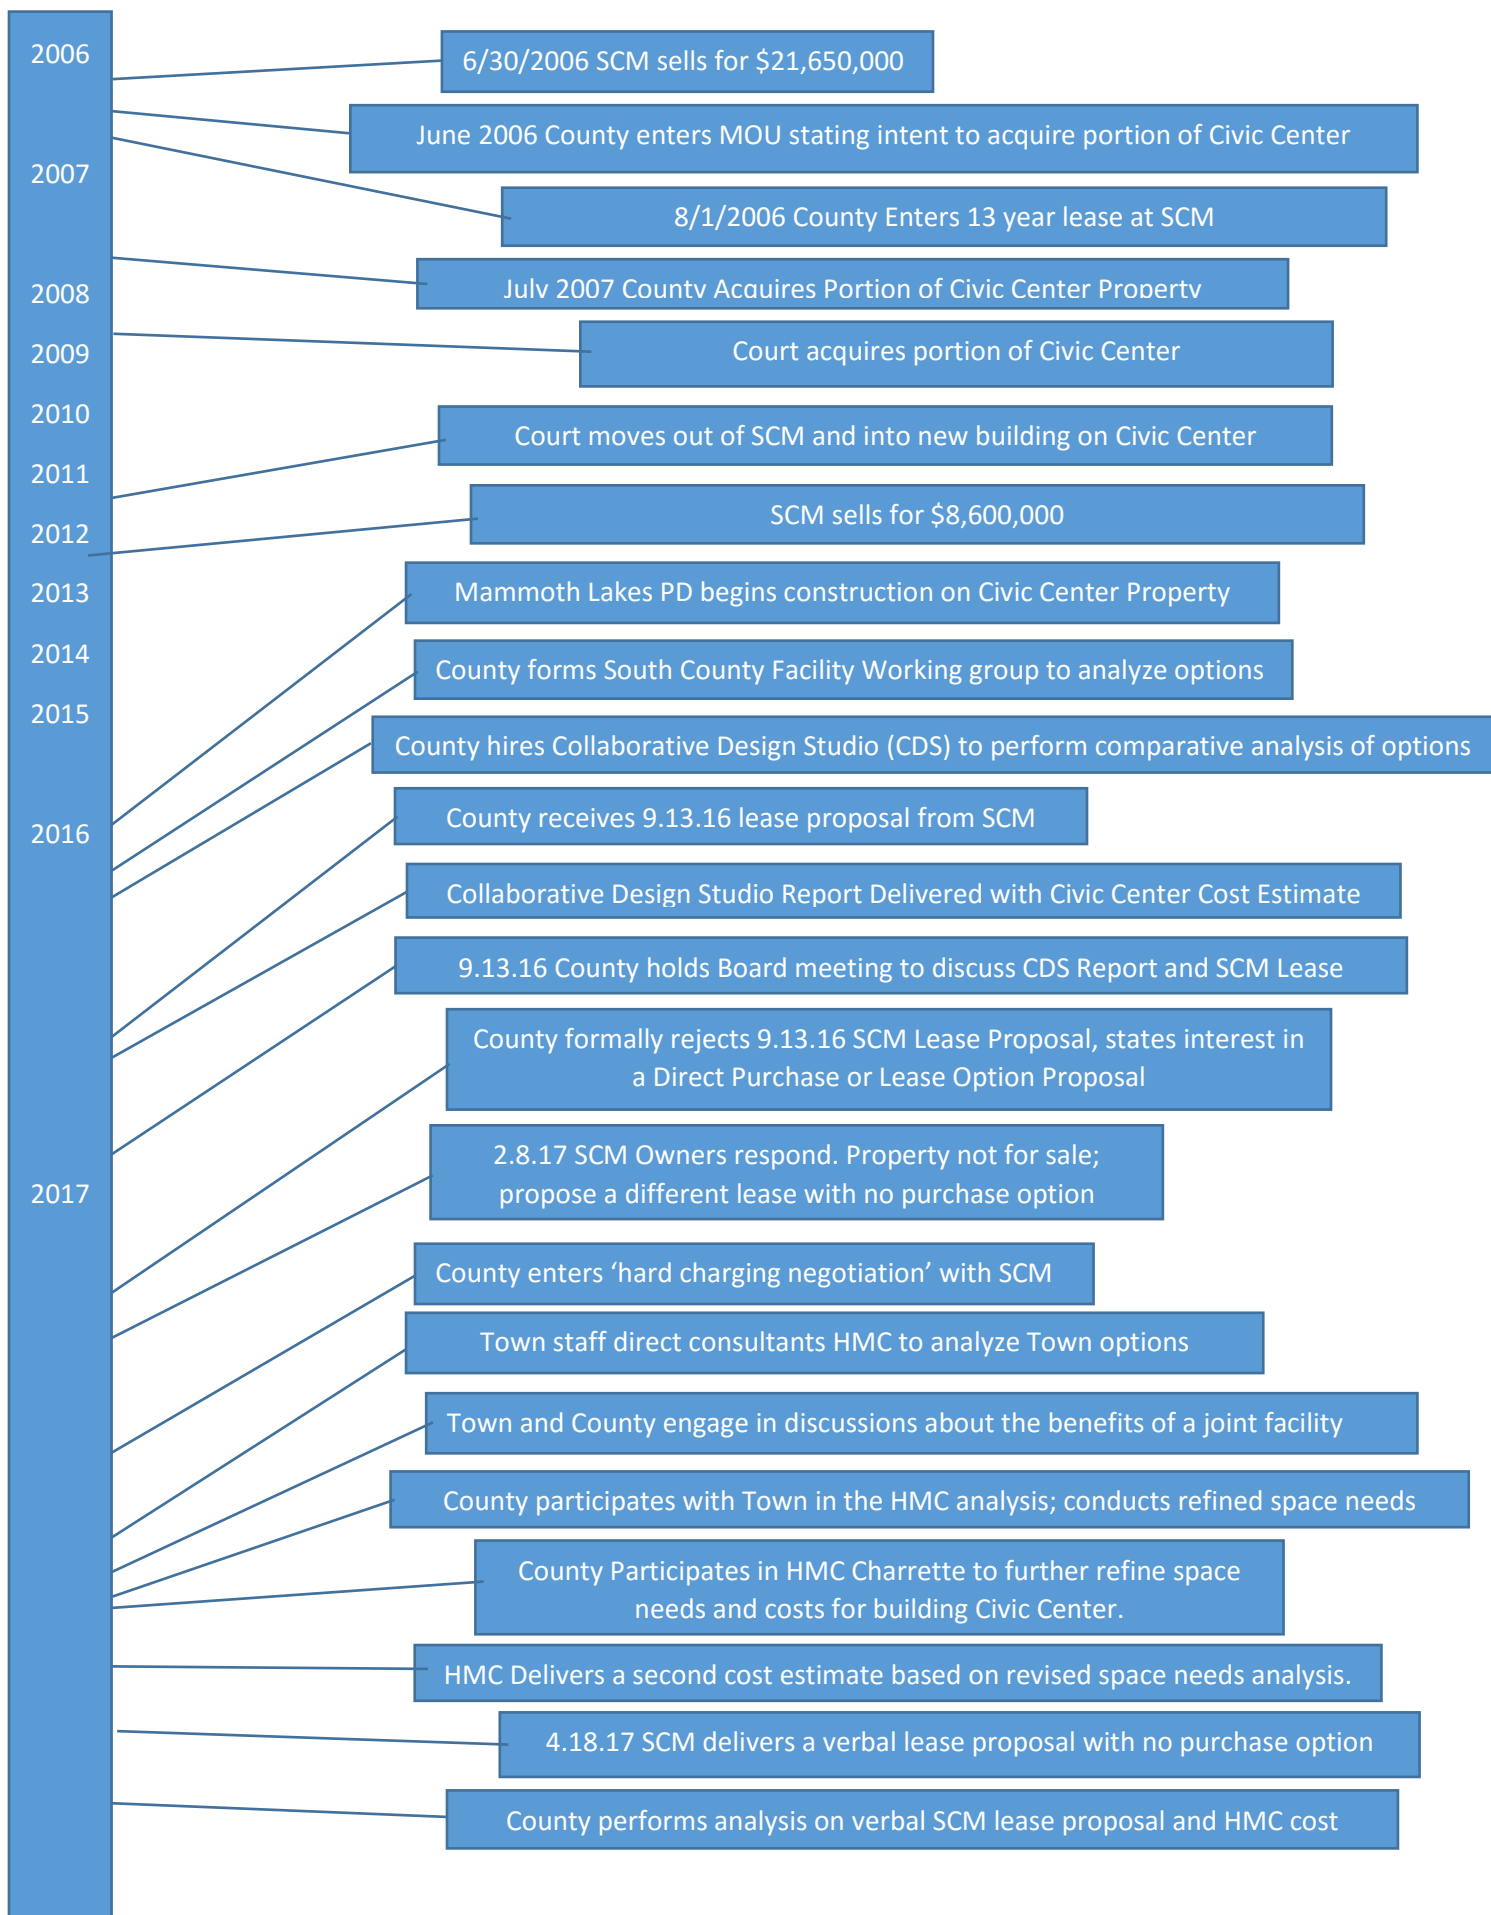 2006
6/30/2006 SCM sells for $21,650,000
June 2006 County enters MOU stating intent to acquire portion of Civic Center
2007
8/1/2006 County Enters 13 year lease at SCM
July 2007 County Acquires Portion of Civic Center Property
2008
Court acquires portion of Civic Center
2009
2010
Court moves out of SCM and into new building on Civic Center
2011
SCM sells for $8,600,000
2012
Mammoth Lakes PD begins construction on Civic Center Property
2013
2014
County forms South County Facility Working group to analyze options
2015
County hires Collaborative Design Studio (CDS) to perform comparative analysis of options
County receives 9.13.16 lease proposal from SCM
2016
Collaborative Design Studio Report Delivered with Civic Center Cost Estimate
9.13.16 County holds Board meeting to discuss CDS Report and SCM Lease
County formally rejects 9.13.16 SCM Lease Proposal, states interest in
a Direct Purchase or Lease Option Proposal
2.8.17 SCM Owners respond. Property not for sale;
propose a different lease with no purchase option
2017
County enters ‘hard charging negotiation’ with SCM
Town staff direct consultants HMC to analyze Town options
Town and County engage in discussions about the benefits of a joint facility
County participates with Town in the HMC analysis; conducts refined space needs
County Participates in HMC Charrette to further refine space
needs and costs for building Civic Center.
HMC Delivers a second cost estimate based on revised space needs analysis.
4.18.17 SCM delivers a verbal lease proposal with no purchase option
County performs analysis on verbal SCM lease proposal and HMC cost